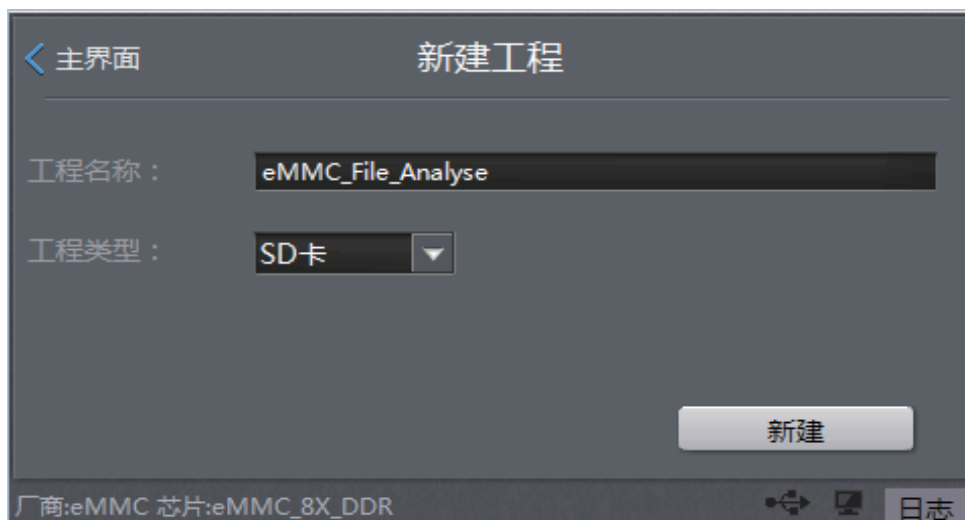 主界面
新建工程
工程名称：
eMMC_File_Analyse
工程类型：
SD卡
新建
厂商:eMMC 芯片:eMMC_8X_DDR
日志